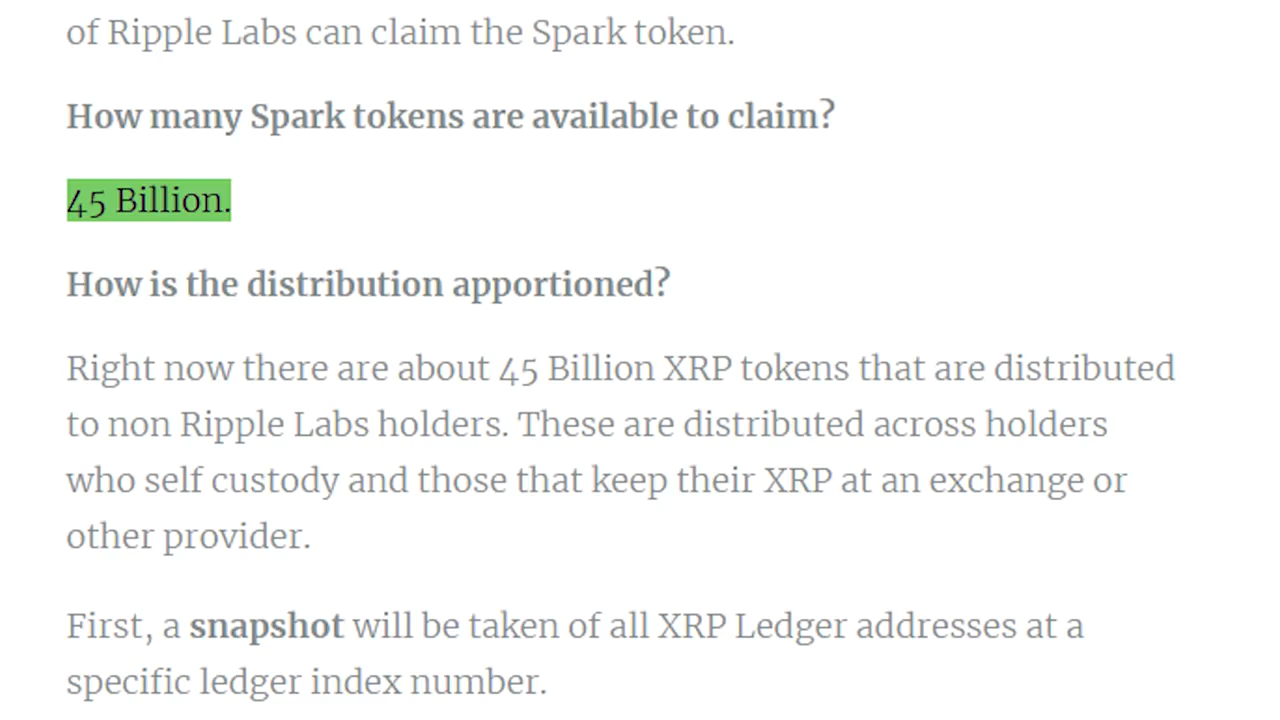 of Ripple Labs can claim the Spark token.
How many Spark tokens are available to claim?
45 Billion.
How is the distribution apportioned?
Right now there are about 45 Billion XRP tokens that are distributed
to non Ripple Labs holders. These are distributed across holders
who self custody and those that keep their XRP at an exchange or
other provider.
First, a snapshot will be taken of all XRP Ledger addresses at a
specific ledger index number.